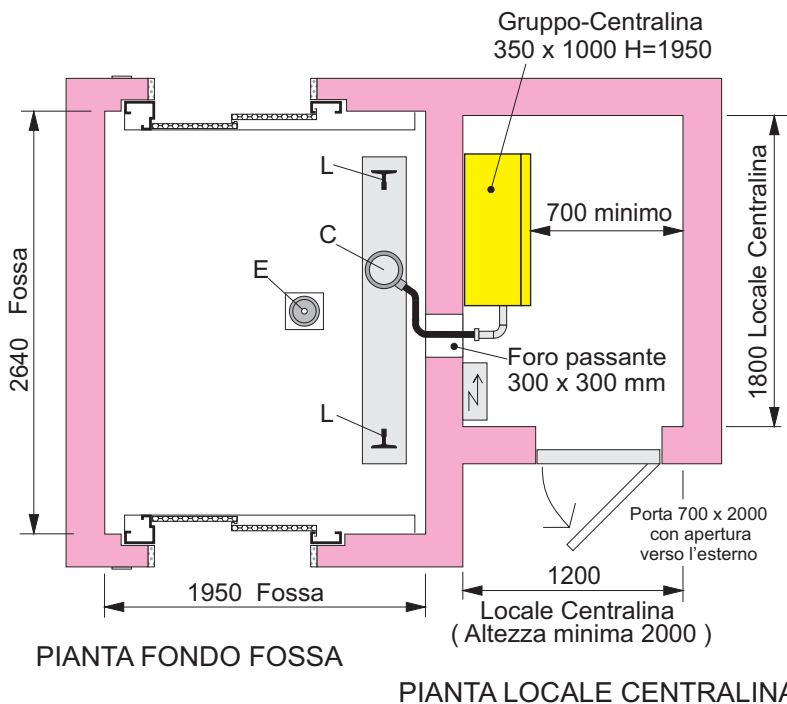 Gruppo-Centralina
350 x 1000 H=1950
L
700 minimo
C
E
2640 Fossa
1800 Locale Centralina
Foro passante
300 x 300 mm
L
Porta 700 x 2000
con apertura
verso l'esterno
1950 Fossa
1200
Locale Centralina
( Altezza minima 2000 )
PIANTA FONDO FOSSA
PIANTA LOCALE CENTRALINA